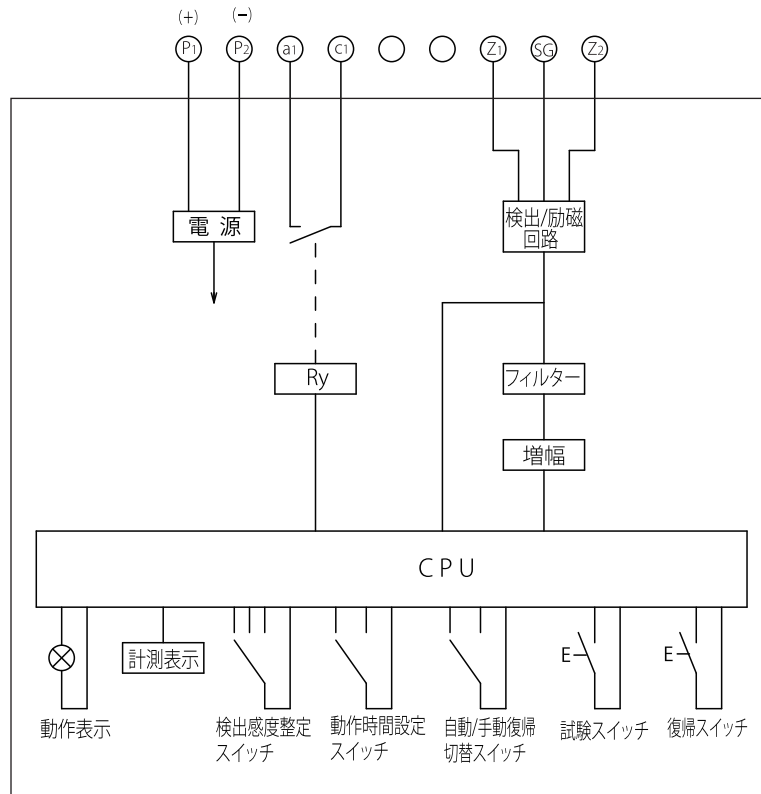 (+) (−)
P1 P2 a1 c1 Z1 SG Z2
電 源
検出/励磁
回路
Ry
フィルター
増幅
CPU
計測表示
E
E
動作表示
検出感度整定
スイッチ
動作時間設定
スイッチ
自動/手動復帰
切替スイッチ
試験スイッチ
復帰スイッチ